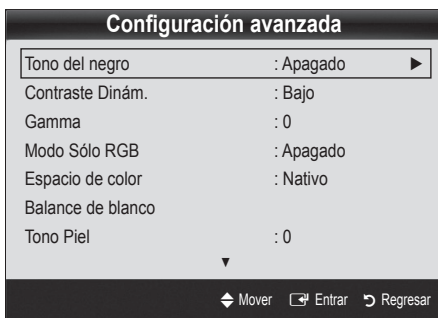 Configuración avanzada
Tono del negro : Apagado ►
Contraste Dinám. : Bajo
Gamma : 0
Modo Sólo RGB : Apagado
Espacio de color : Nativo
Balance de blanco
Tono Piel : 0
▼
Mover Entrar Regresar